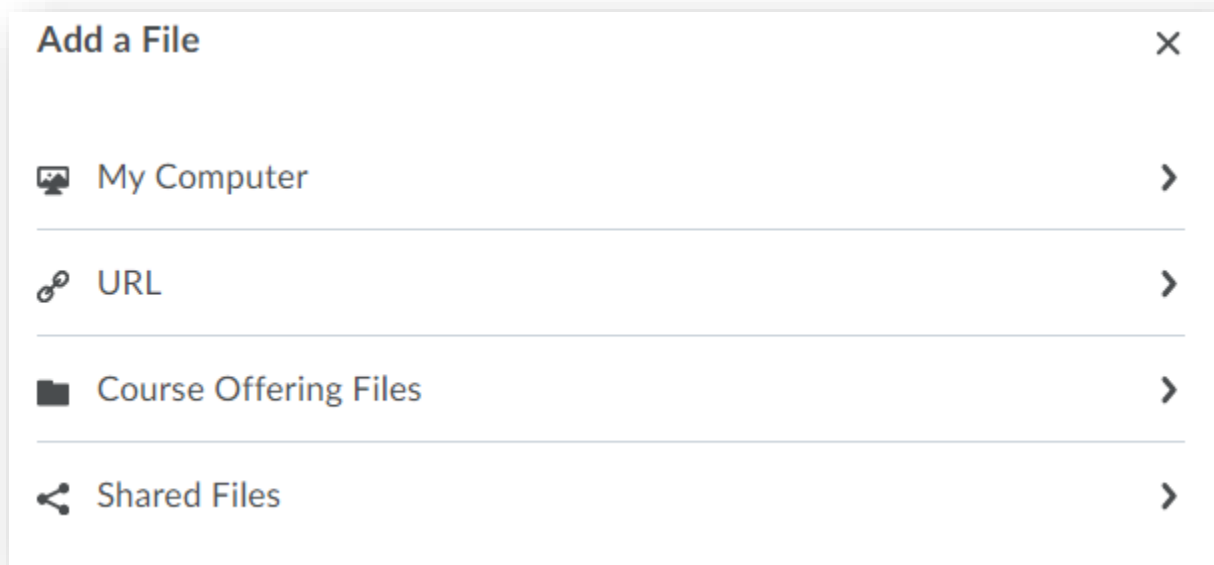 Add a File
My Computer
URL
Course Offering Files
Shared Files